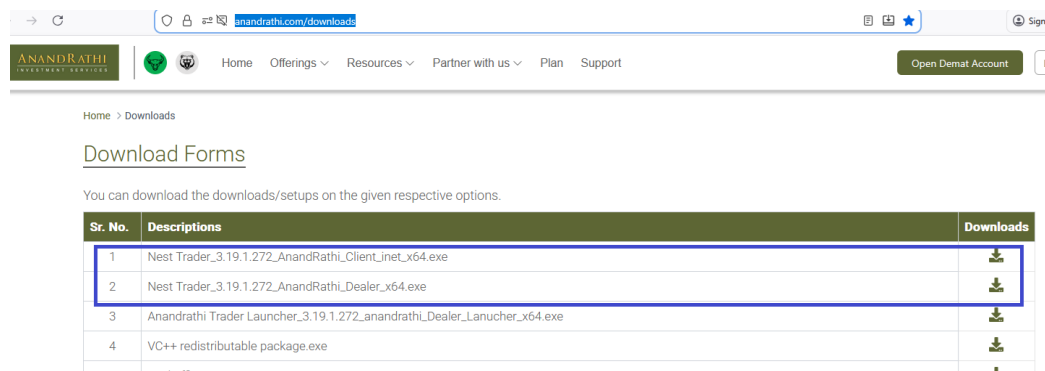 anandrathi.com/downloads
Sign
ANANDRATHI
INVESTMENT SERVICES
Home Offerings Resources Partner with us Plan Support
Open Demat Account
Home > Downloads
Download Forms
You can download the downloads/setups on the given respective options.
Sr. No. Descriptions Downloads
1 Nest Trader_3.19.1.272_AnandRathi_Client_inet_x64.exe
2 Nest Trader_3.19.1.272_AnandRathi_Dealer_x64.exe
3 Anandrathi Trader Launcher_3.19.1.272_anandrathi_Dealer_Lanucher_x64.exe
4 VC++ redistributable package.exe